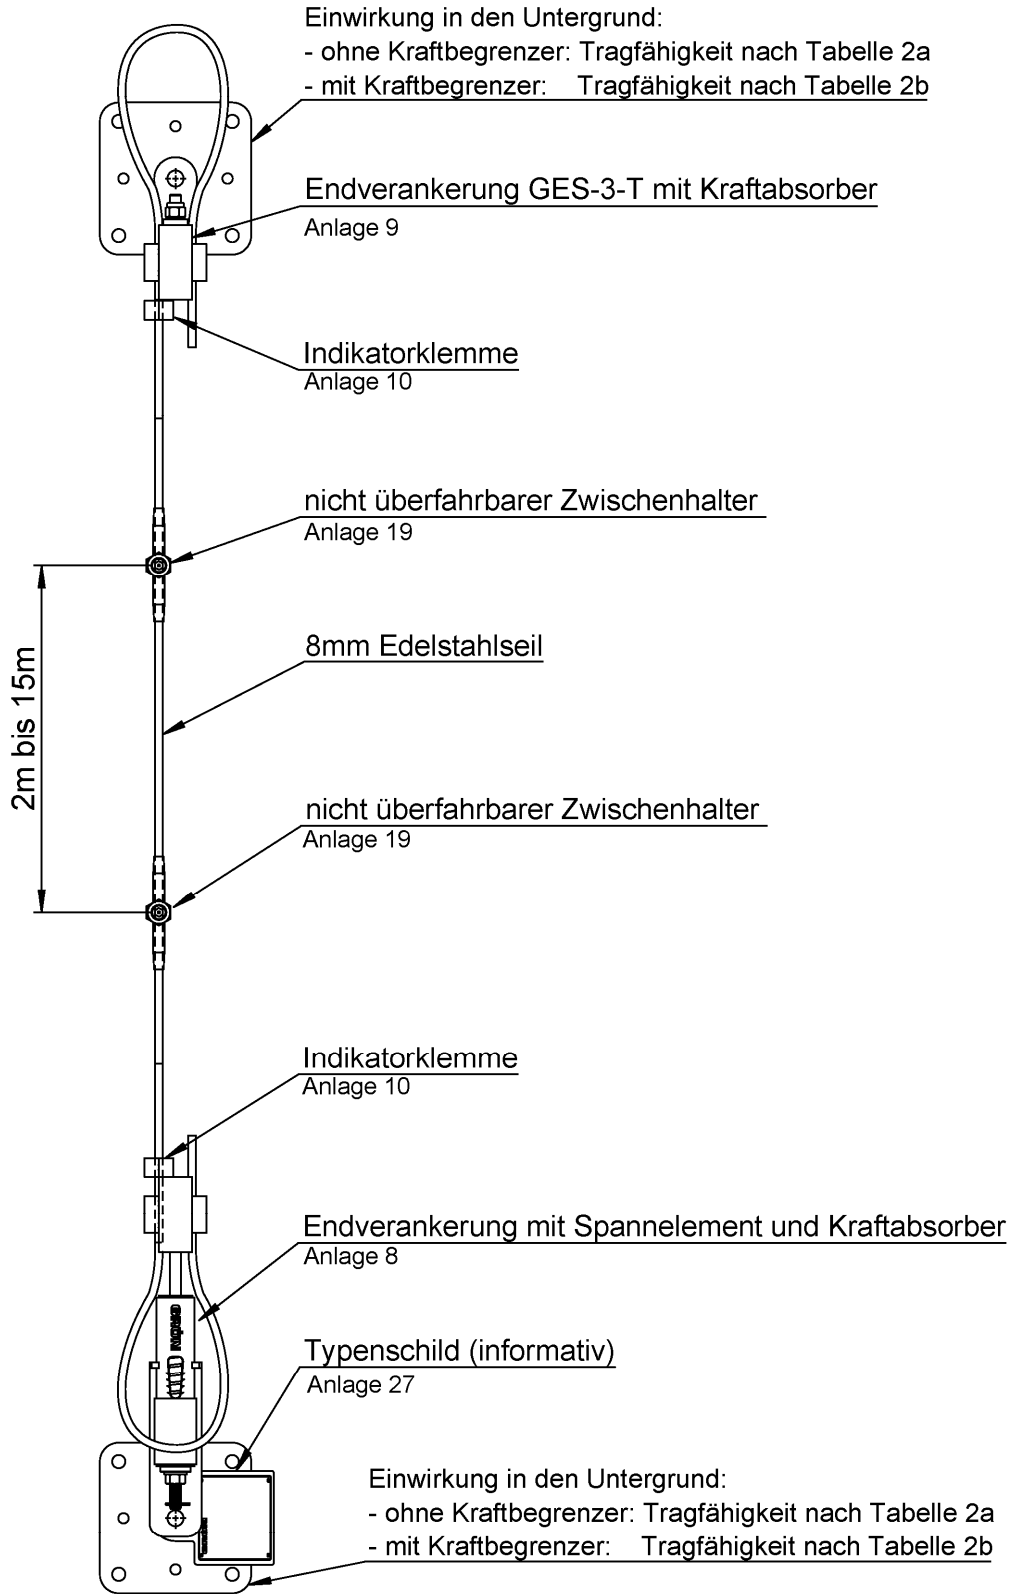 Einwirkung in den Untergrund:
- ohne Kraftbegrenzer: Tragfähigkeit nach Tabelle 2a
- mit Kraftbegrenzer: Tragfähigkeit nach Tabelle 2b
Endverankerung GES-3-T mit Kraftabsorber
Anlage 9
Indikatorklemme
Anlage 10
nicht überfahrbarer Zwischenhalter
Anlage 19
8mm Edelstahlseil
2m bis 15m
nicht überfahrbarer Zwischenhalter
Anlage 19
Indikatorklemme
Anlage 10
Endverankerung mit Spannelement und Kraftabsorber
Anlage 8
Typenschild (informativ)
Anlage 27
Einwirkung in den Untergrund:
- ohne Kraftbegrenzer: Tragfähigkeit nach Tabelle 2a
- mit Kraftbegrenzer: Tragfähigkeit nach Tabelle 2b